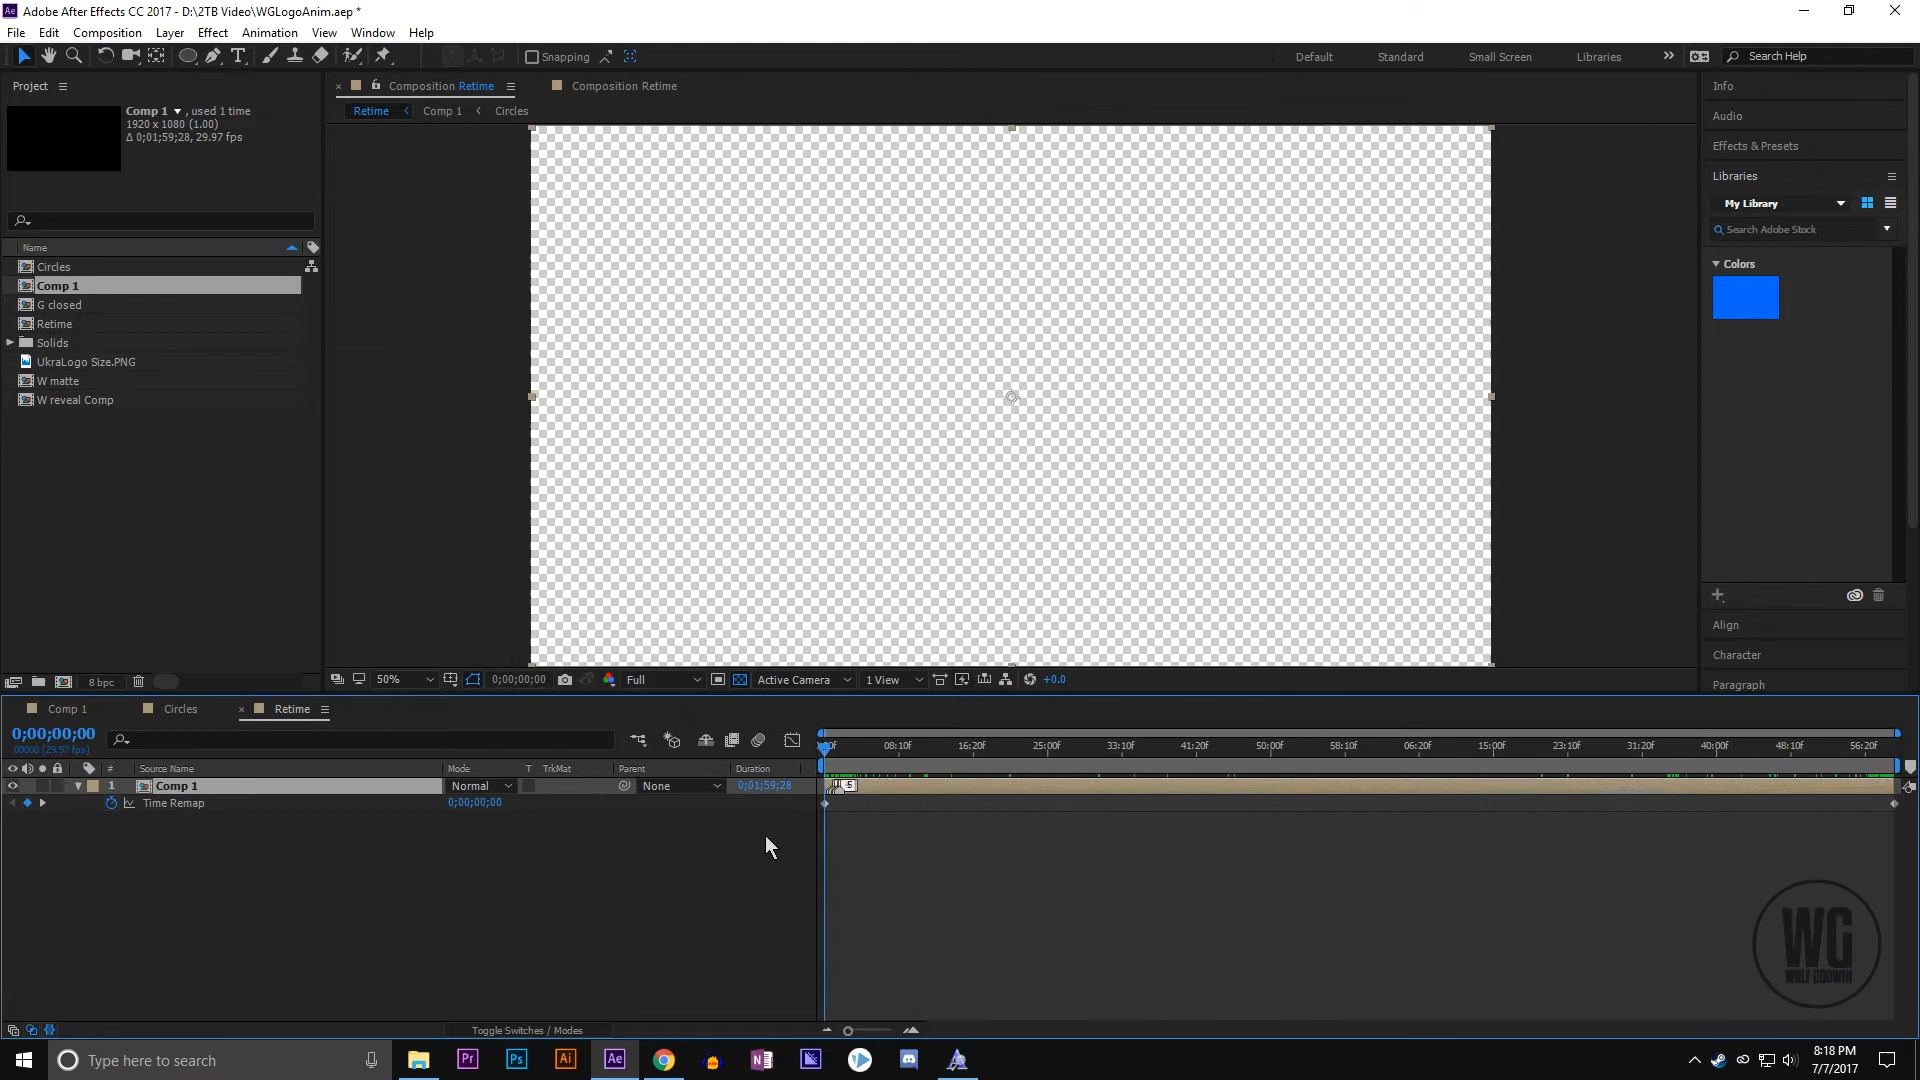 Adobe After Effects CC 2017 - D:\2TB Video\WGLogoAnim.aep *
File Edit Composition Layer Effect Animation View Window Help
Snapping
Default Standard Small Screen Libraries Search Help
Project
Comp 1 , used 1 time
1920 x 1080 (1.00)
Δ 0;01;59;28, 29.97 fps
Composition Retime
Composition Retime
Retime Comp 1 Circles
Name
Circles
Comp 1
G closed
Retime
Solids
UkraLogo Size.PNG
W matte
W reveal Comp
8 bpc
Info
Audio
Effects & Presets
Libraries
My Library
Search Adobe Stock
Colors
Align
Character
Paragraph
50% 0;00;00;00 Full Active Camera 1 View +0.0
Comp 1 Circles Retime
0;00;00;00
00000 (29.97 fps)
08:10f 16:20f 25:00f 33:10f 41:20f 50:00f 58:10f 06:20f 15:00f 23:10f 31:20f 40:00f 48:10f 56:20f
# Source Name Mode T TrkMat Parent Duration
1 Comp 1 Normal None 0;01;59;28
5
Time Remap 0;00;00;00
Toggle Switches / Modes
WG
WOLF GODWIN
Type here to search
Pr Ps Ai Ae
8:18 PM
7/7/2017